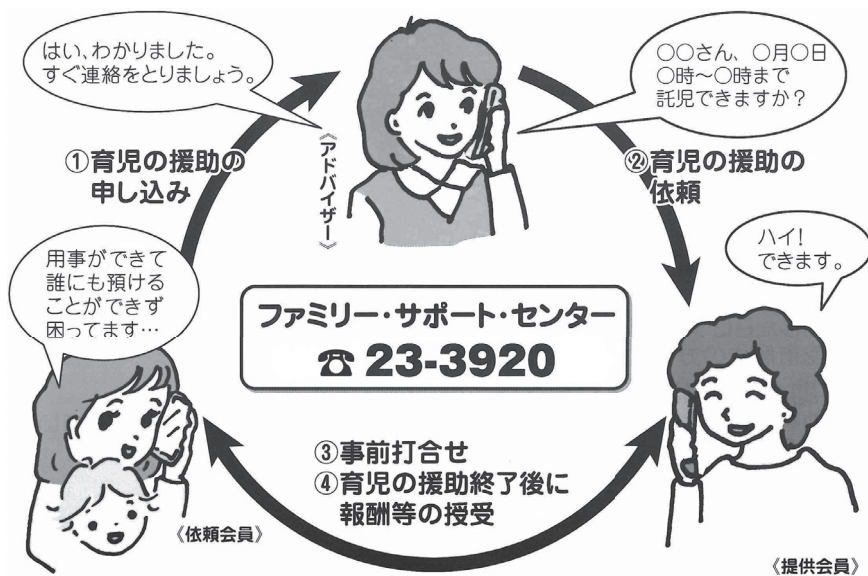 はい、わかりました。
すぐ連絡をとりましょう。
○○さん、○月○日
○時～○時まで
託児できますか？
《アドバイザー》
①育児の援助の
申し込み
②育児の援助の
依頼
用事ができて
誰にも預ける
ことができず
困ってます…
ハイ！
できます。
ファミリー・サポート・センター
☎ 23-3920
③事前打合せ
④育児の援助終了後に
報酬等の授受
《依頼会員》
《提供会員》